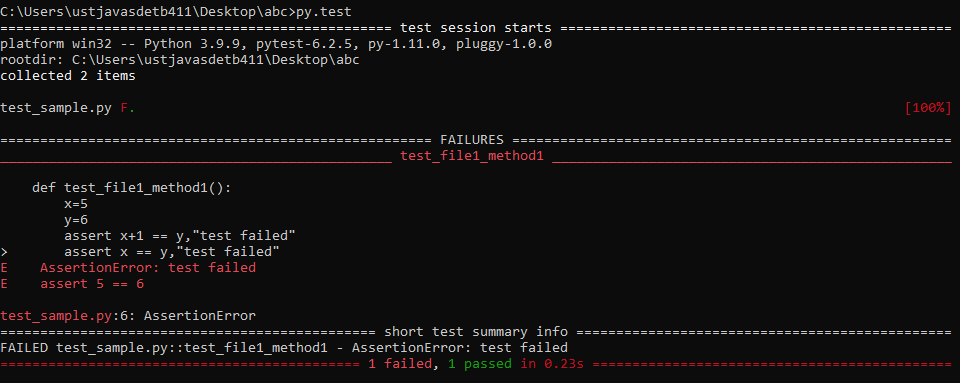 C:\Users\ustjavasdetb411\Desktop\abc>py.test
================================================= test session starts =================================================
platform win32 -- Python 3.9.9, pytest-6.2.5, py-1.11.0, pluggy-1.0.0
rootdir: C:\Users\ustjavasdetb411\Desktop\abc
collected 2 items
test_sample.py F. [100%]
====================================================== FAILURES =======================================================
_________________________________________________ test_file1_method1 __________________________________________________
def test_file1_method1():
x=5
y=6
assert x+1 == y,"test failed"
> assert x == y,"test failed"
E AssertionError: test failed
E assert 5 == 6
test_sample.py:6: AssertionError
=============================================== short test summary info ===============================================
FAILED test_sample.py::test_file1_method1 - AssertionError: test failed
============================================= 1 failed, 1 passed in 0.23s =============================================